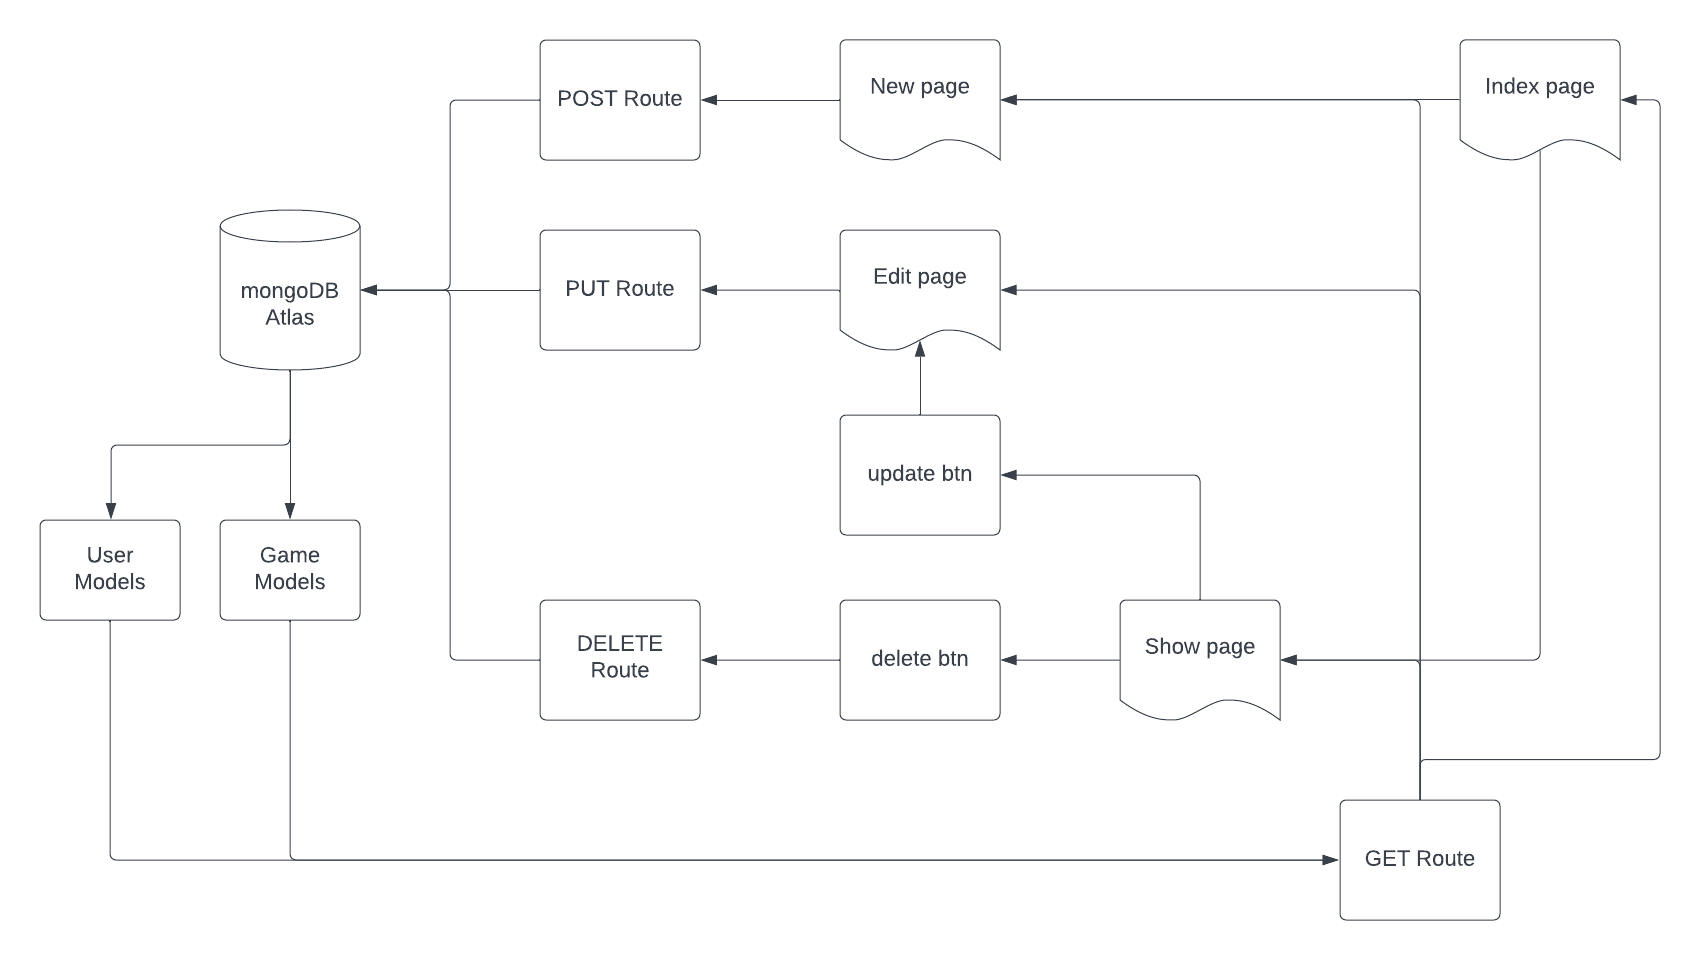 POST Route
New page
Index page
mongoDB
Atlas
PUT Route
Edit page
update btn
User
Models
Game
Models
DELETE
Route
delete btn
Show page
GET Route